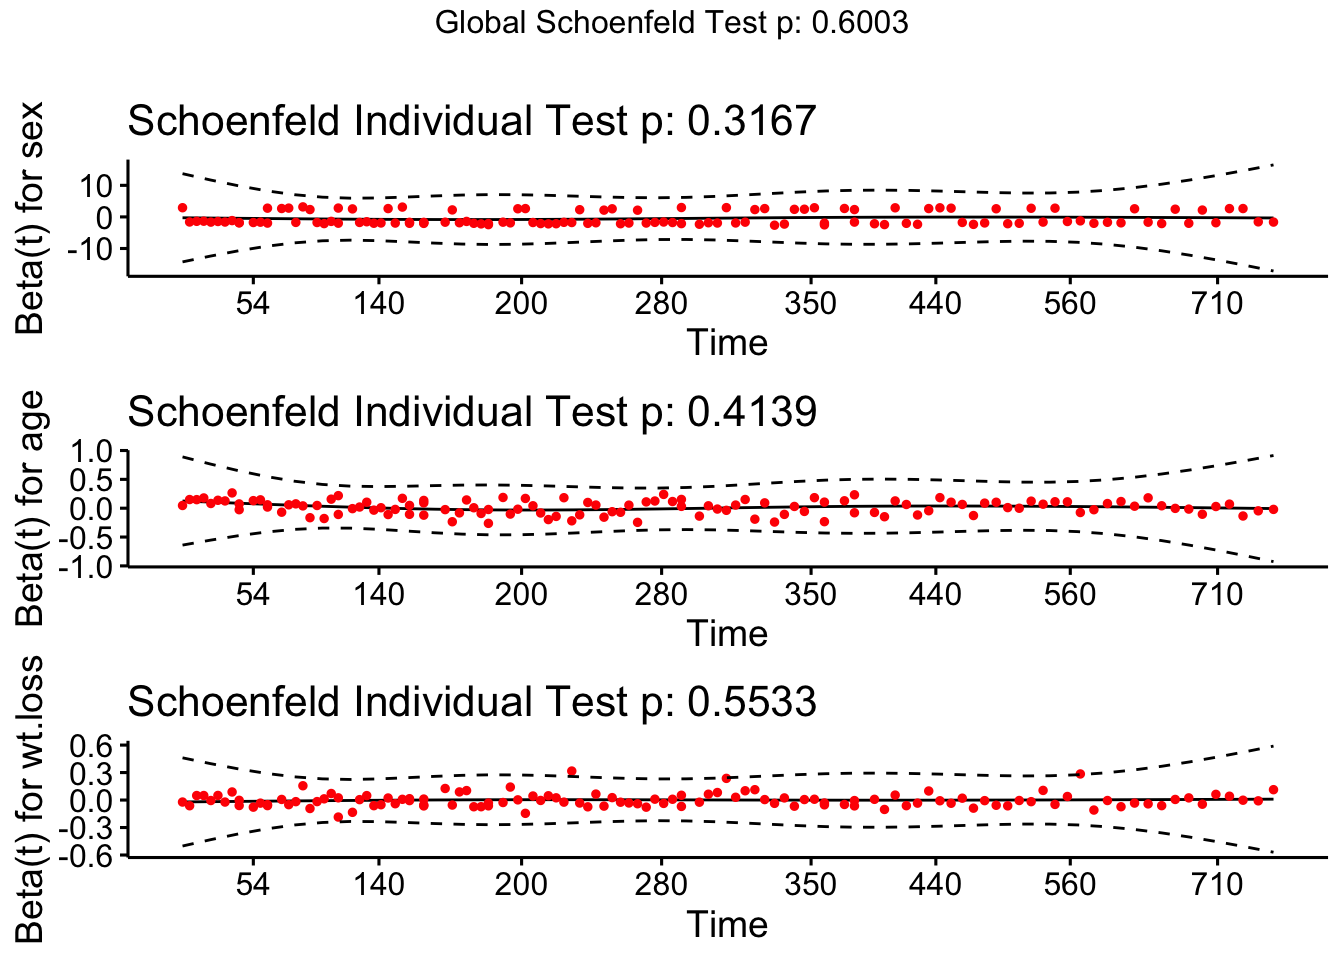 Global Schoenfeld Test p: 0.6003
Schoenfeld Individual Test p: 0.3167
Beta(t) for sex
10
0
-10
54 140 200 280 350 440 560 710
Time
Schoenfeld Individual Test p: 0.4139
Beta(t) for age
1.0
0.5
0.0
-0.5
-1.0
54 140 200 280 350 440 560 710
Time
Schoenfeld Individual Test p: 0.5533
Beta(t) for wt.loss
0.6
0.3
0.0
-0.3
-0.6
54 140 200 280 350 440 560 710
Time